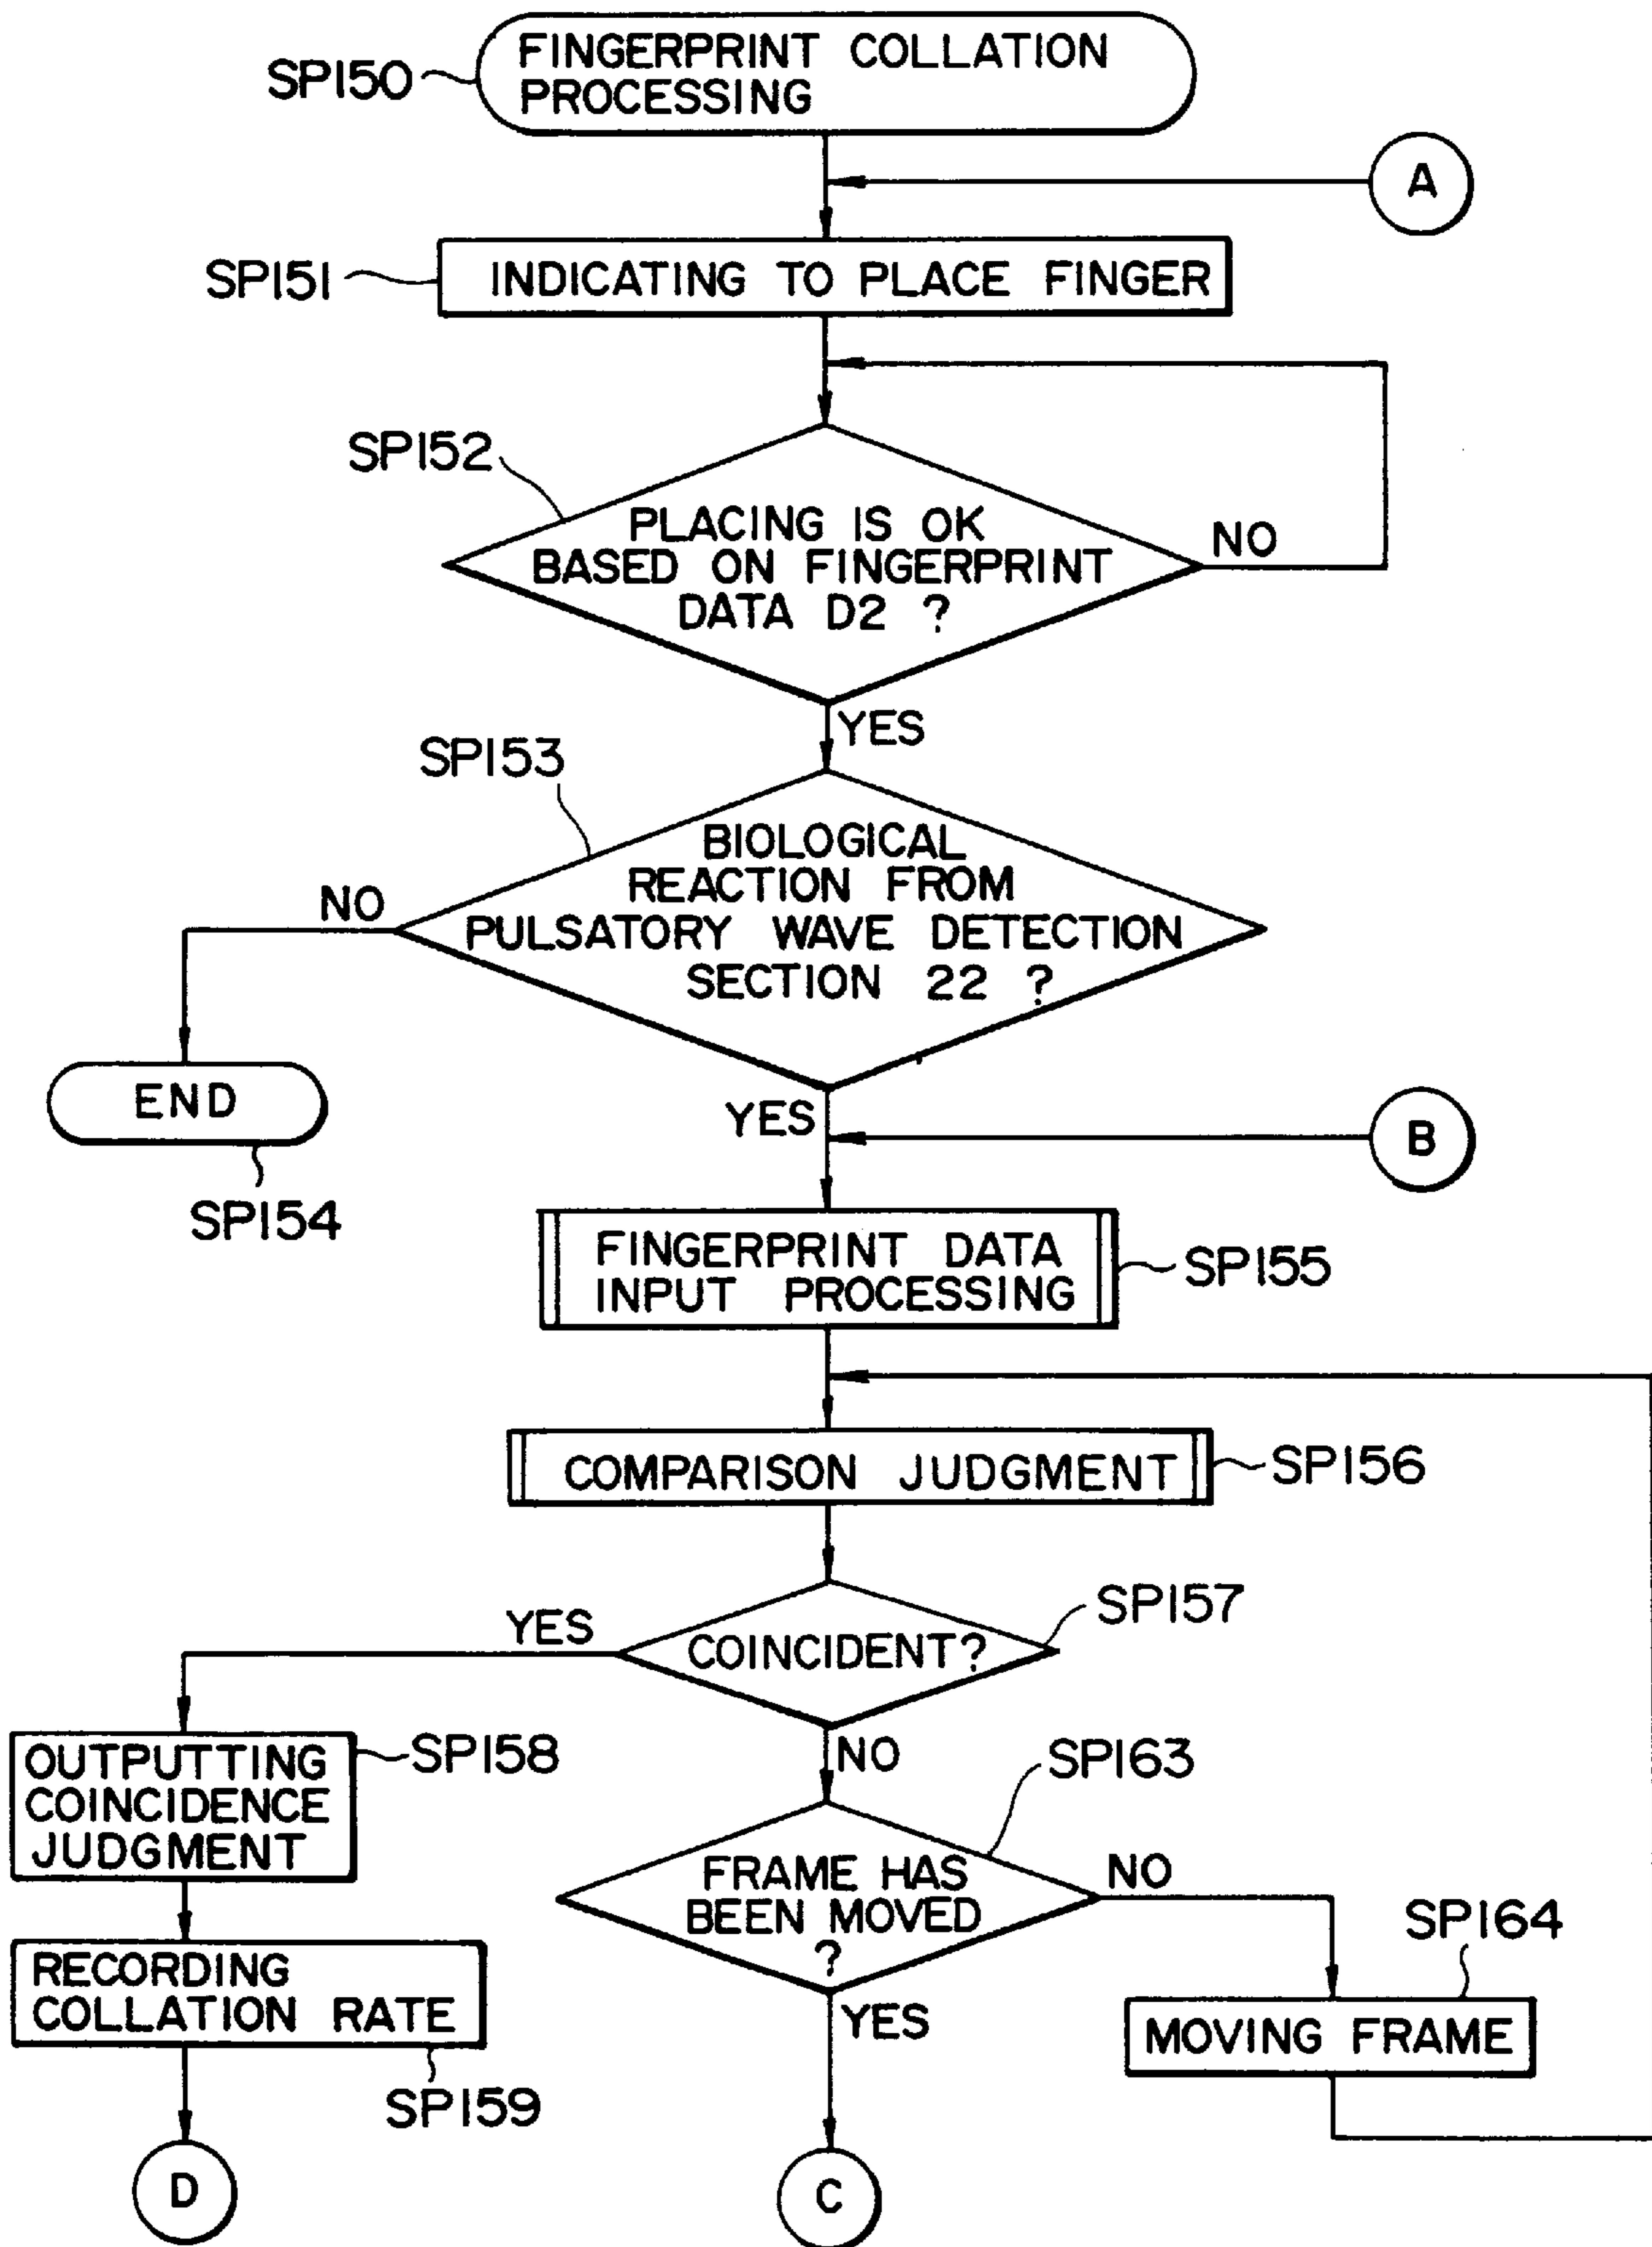 FINGERPRINT COLLATION
PROCESSING
SP150
A
INDICATING TO PLACE FINGER
SP151
SP152
PLACING IS OK
BASED ON FINGERPRINT
DATA D2 ?
NO
YES
SP153
BIOLOGICAL
REACTION FROM
PULSATORY WAVE DETECTION
SECTION 22 ?
NO
END
SP154
YES
B
FINGERPRINT DATA
INPUT PROCESSING
SP155
COMPARISON JUDGMENT
SP156
SP157
COINCIDENT?
YES
OUTPUTTING
COINCIDENCE
JUDGMENT
SP158
RECORDING
COLLATION RATE
SP159
D
NO
SP163
FRAME HAS
BEEN MOVED
?
NO
SP164
MOVING FRAME
YES
C